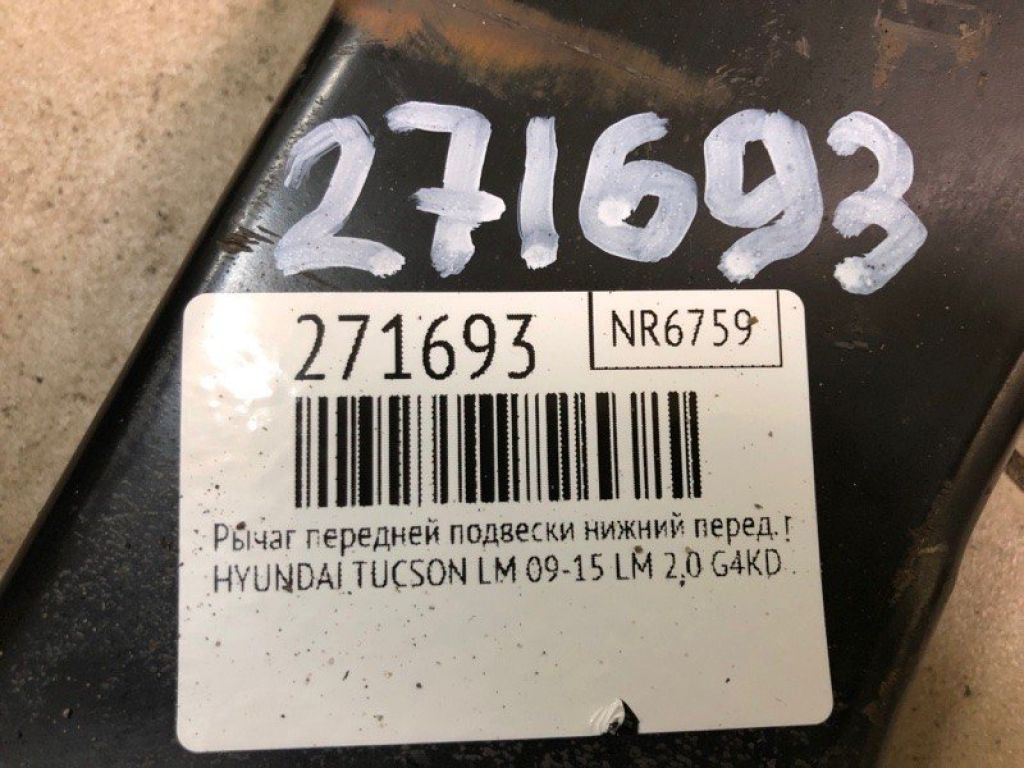 271693
271693
NR6759
Рычаг передней подвески нижний перед.
HYUNDAI TUCSON LM 09-15 LM 2,0 G4KD